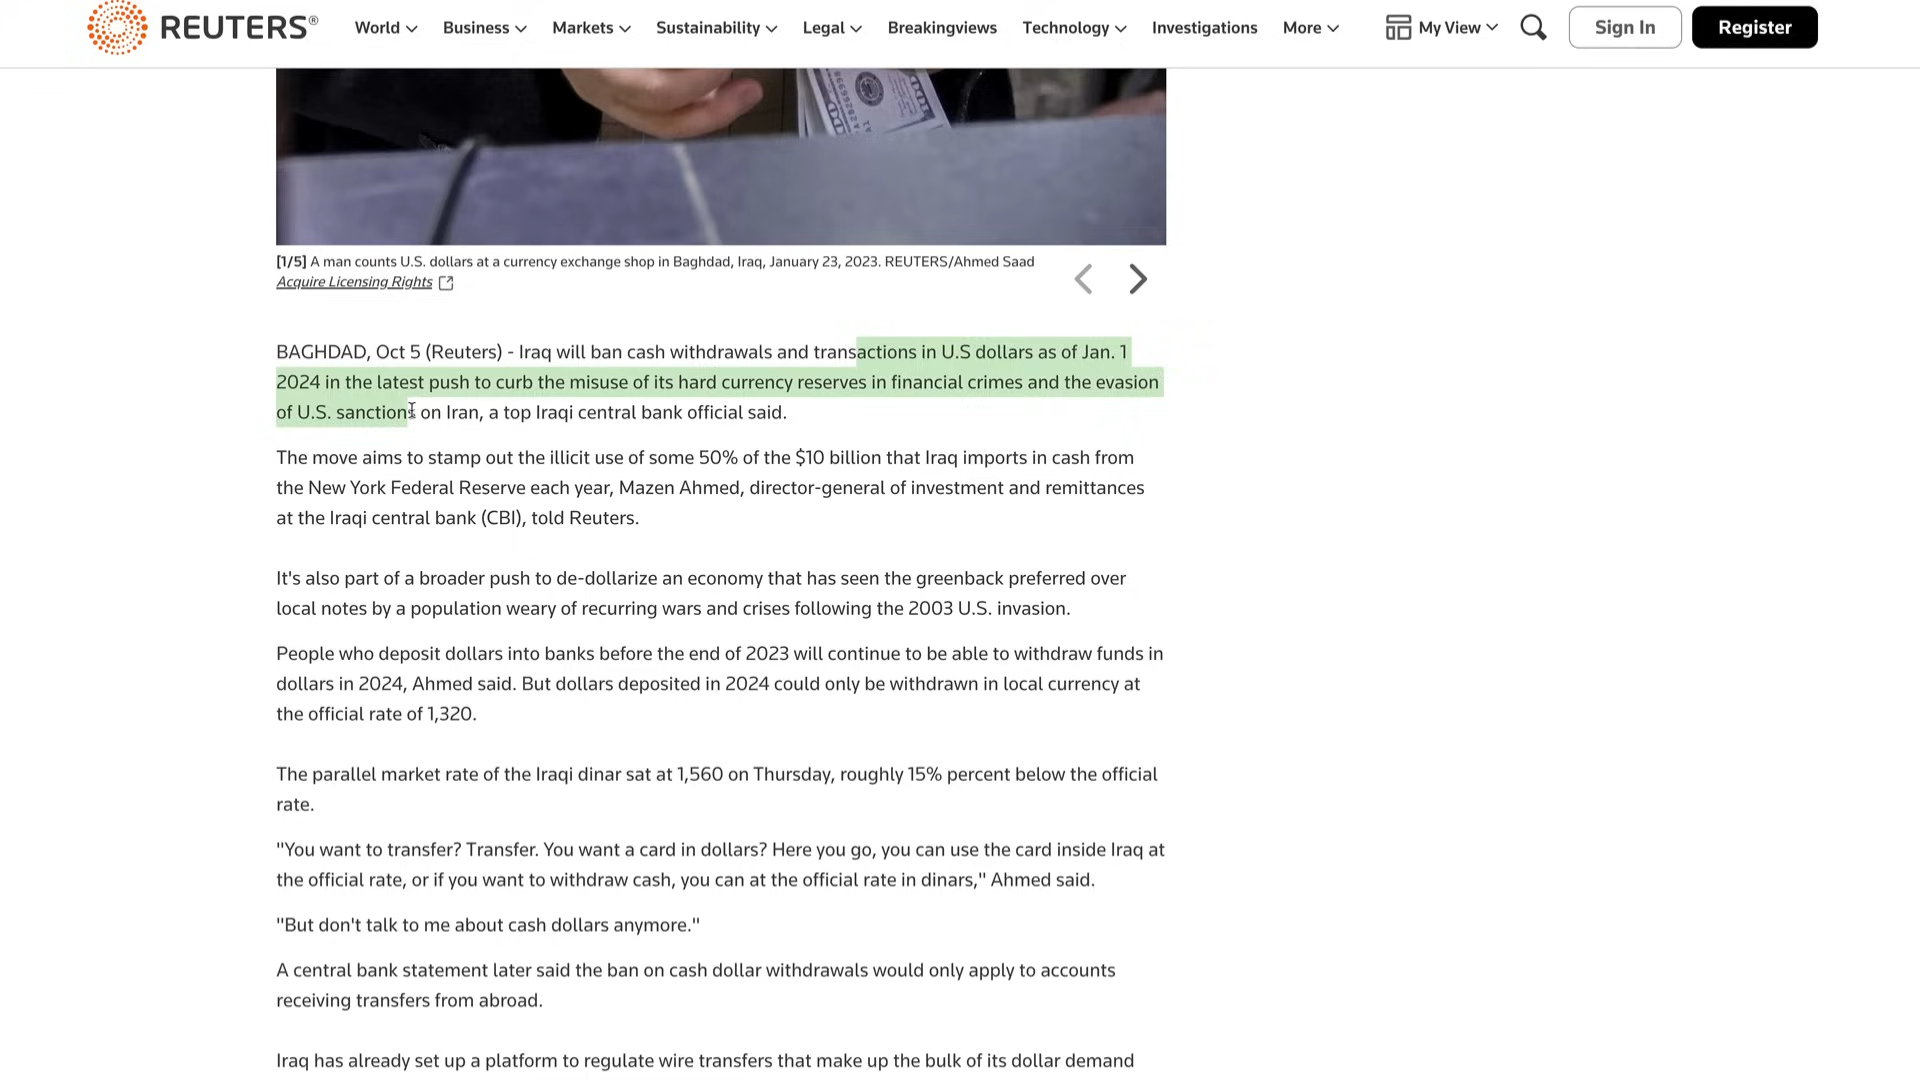 REUTERS®
World Business Markets Sustainability Legal Breakingviews Technology Investigations More My View Sign In Register
[1/5] A man counts U.S. dollars at a currency exchange shop in Baghdad, Iraq, January 23, 2023. REUTERS/Ahmed Saad
Acquire Licensing Rights
BAGHDAD, Oct 5 (Reuters) - Iraq will ban cash withdrawals and transactions in U.S dollars as of Jan. 1
2024 in the latest push to curb the misuse of its hard currency reserves in financial crimes and the evasion
of U.S. sanctions on Iran, a top Iraqi central bank official said.
The move aims to stamp out the illicit use of some 50% of the $10 billion that Iraq imports in cash from
the New York Federal Reserve each year, Mazen Ahmed, director-general of investment and remittances
at the Iraqi central bank (CBI), told Reuters.
It's also part of a broader push to de-dollarize an economy that has seen the greenback preferred over
local notes by a population weary of recurring wars and crises following the 2003 U.S. invasion.
People who deposit dollars into banks before the end of 2023 will continue to be able to withdraw funds in
dollars in 2024, Ahmed said. But dollars deposited in 2024 could only be withdrawn in local currency at
the official rate of 1,320.
The parallel market rate of the Iraqi dinar sat at 1,560 on Thursday, roughly 15% percent below the official
rate.
"You want to transfer? Transfer. You want a card in dollars? Here you go, you can use the card inside Iraq at
the official rate, or if you want to withdraw cash, you can at the official rate in dinars," Ahmed said.
"But don't talk to me about cash dollars anymore."
A central bank statement later said the ban on cash dollar withdrawals would only apply to accounts
receiving transfers from abroad.
Iraq has already set up a platform to regulate wire transfers that make up the bulk of its dollar demand